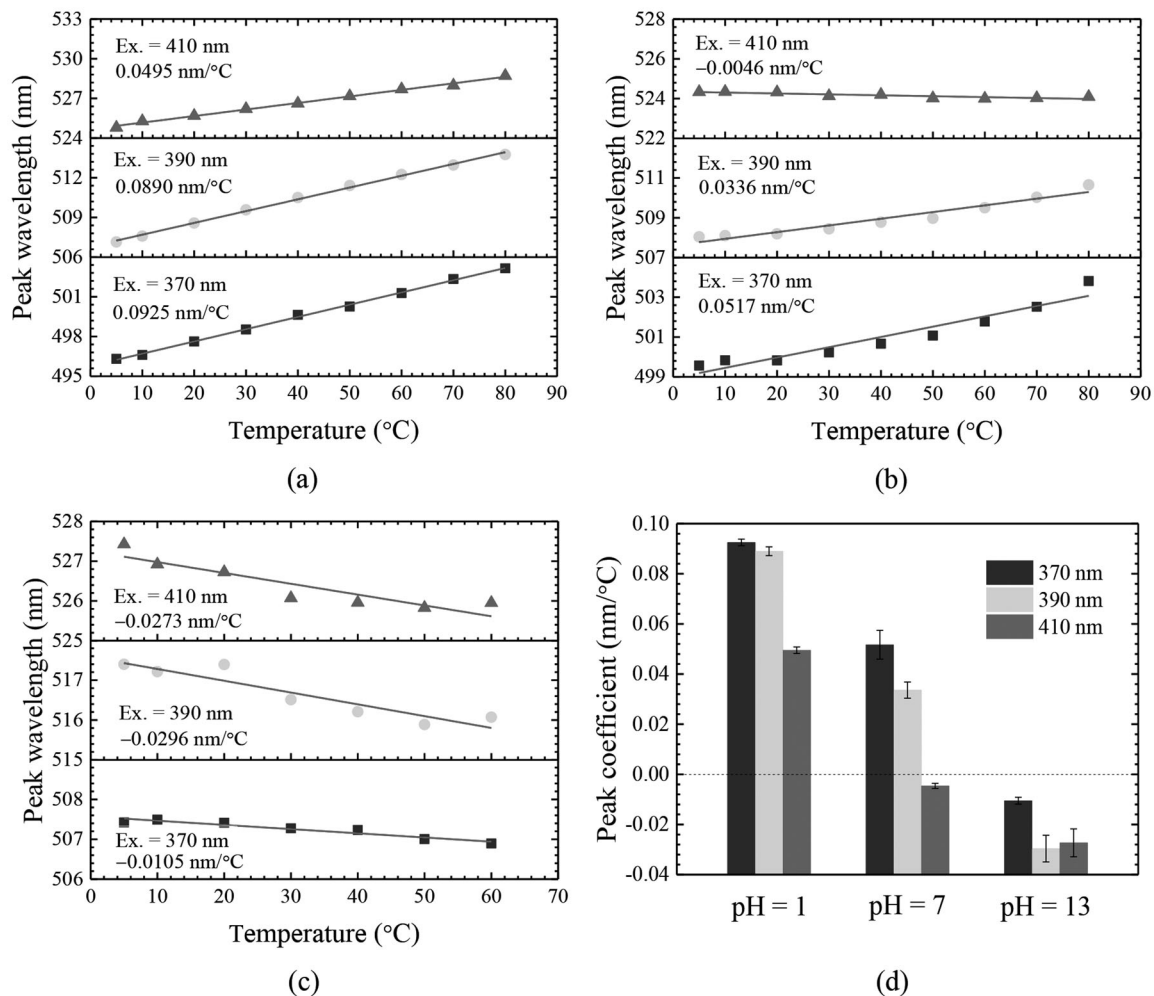 533
530
527
524
512
509
506
501
498
495
Peak wavelength (nm)
Ex. = 410 nm
0.0495 nm/°C
Ex. = 390 nm
0.0890 nm/°C
Ex. = 370 nm
0.0925 nm/°C
0 10 20 30 40 50 60 70 80 90
Temperature (°C)
(a)
528
526
524
522
511
509
507
503
501
499
Peak wavelength (nm)
Ex. = 410 nm
−0.0046 nm/°C
Ex. = 390 nm
0.0336 nm/°C
Ex. = 370 nm
0.0517 nm/°C
0 10 20 30 40 50 60 70 80 90
Temperature (°C)
(b)
528
527
526
525
517
516
515
508
507
506
Peak wavelength (nm)
Ex. = 410 nm
−0.0273 nm/°C
Ex. = 390 nm
−0.0296 nm/°C
Ex. = 370 nm
−0.0105 nm/°C
0 10 20 30 40 50 60 70
Temperature (°C)
(c)
0.10
0.08
0.06
0.04
0.02
0.00
-0.02
-0.04
Peak coefficient (nm/°C)
370 nm
390 nm
410 nm
pH = 1 pH = 7 pH = 13
(d)